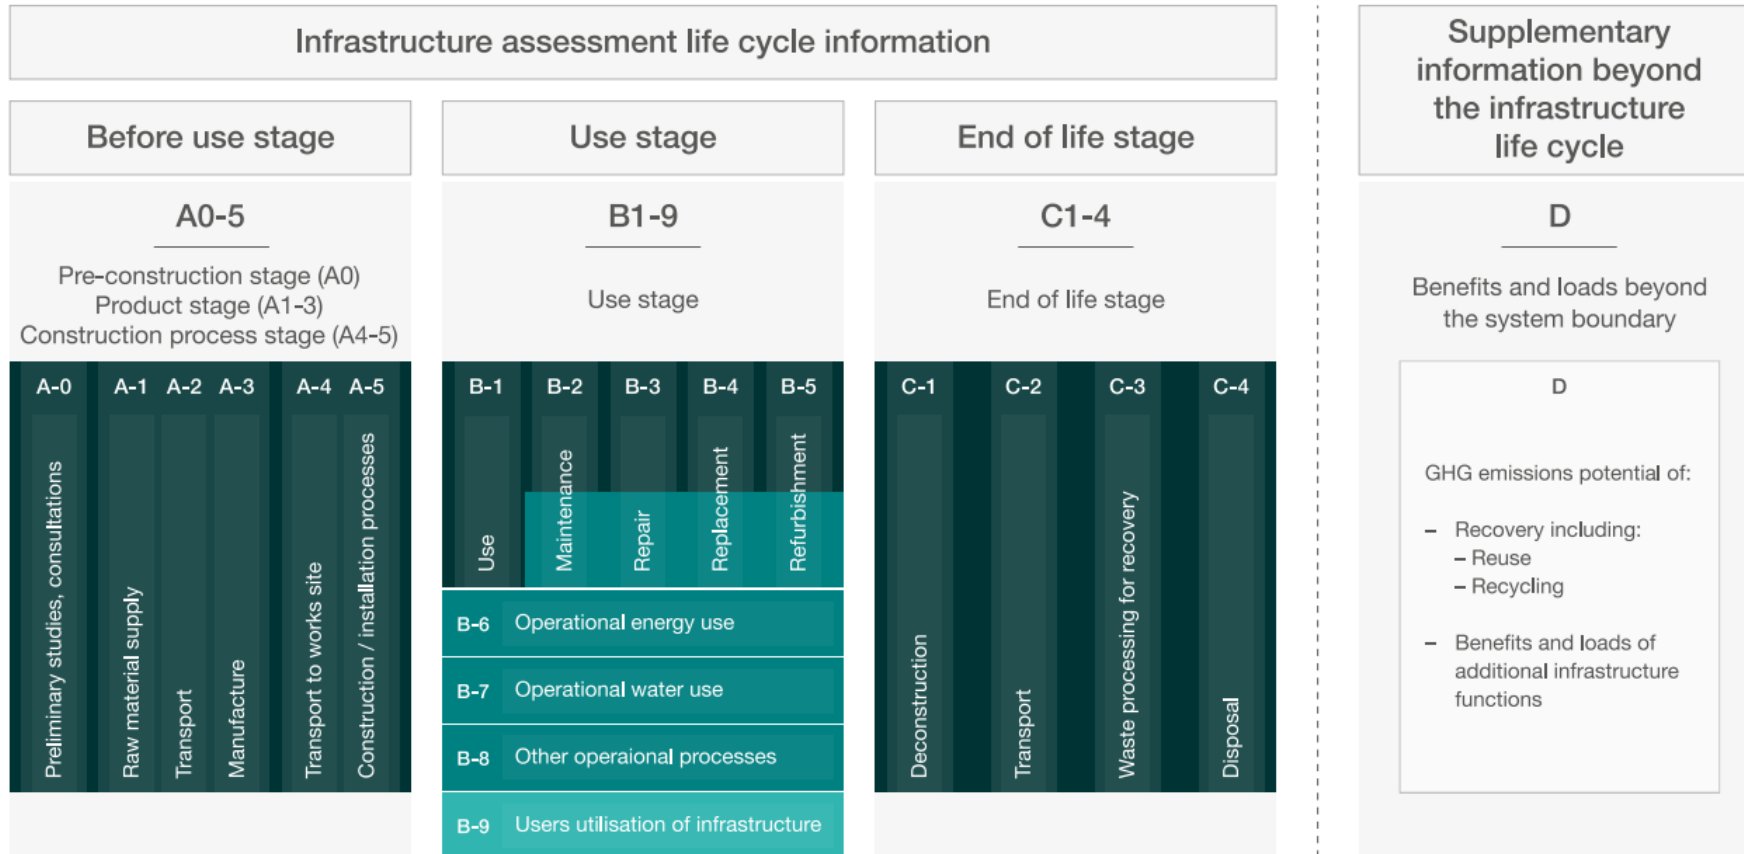 Infrastructure assessment life cycle information
Supplementary
information beyond
the infrastructure
life cycle
Before use stage
Use stage
End of life stage
A0-5
Pre-construction stage (A0)
Product stage (A1-3)
Construction process stage (A4-5)
B1-9
Use stage
C1-4
End of life stage
D
Benefits and loads beyond
the system boundary
A-0
Preliminary studies, consultations
A-1
Raw material supply
A-2
Transport
A-3
Manufacture
A-4
Transport to works site
A-5
Construction / installation processes
B-1
Use
B-2
Maintenance
B-3
Repair
B-4
Replacement
B-5
Refurbishment
B-6 Operational energy use
B-7 Operational water use
B-8 Other operaional processes
B-9 Users utilisation of infrastructure
C-1
Deconstruction
C-2
Transport
C-3
Waste processing for recovery
C-4
Disposal
D
GHG emissions potential of:
– Recovery including:
– Reuse
– Recycling
– Benefits and loads of
additional infrastructure
functions